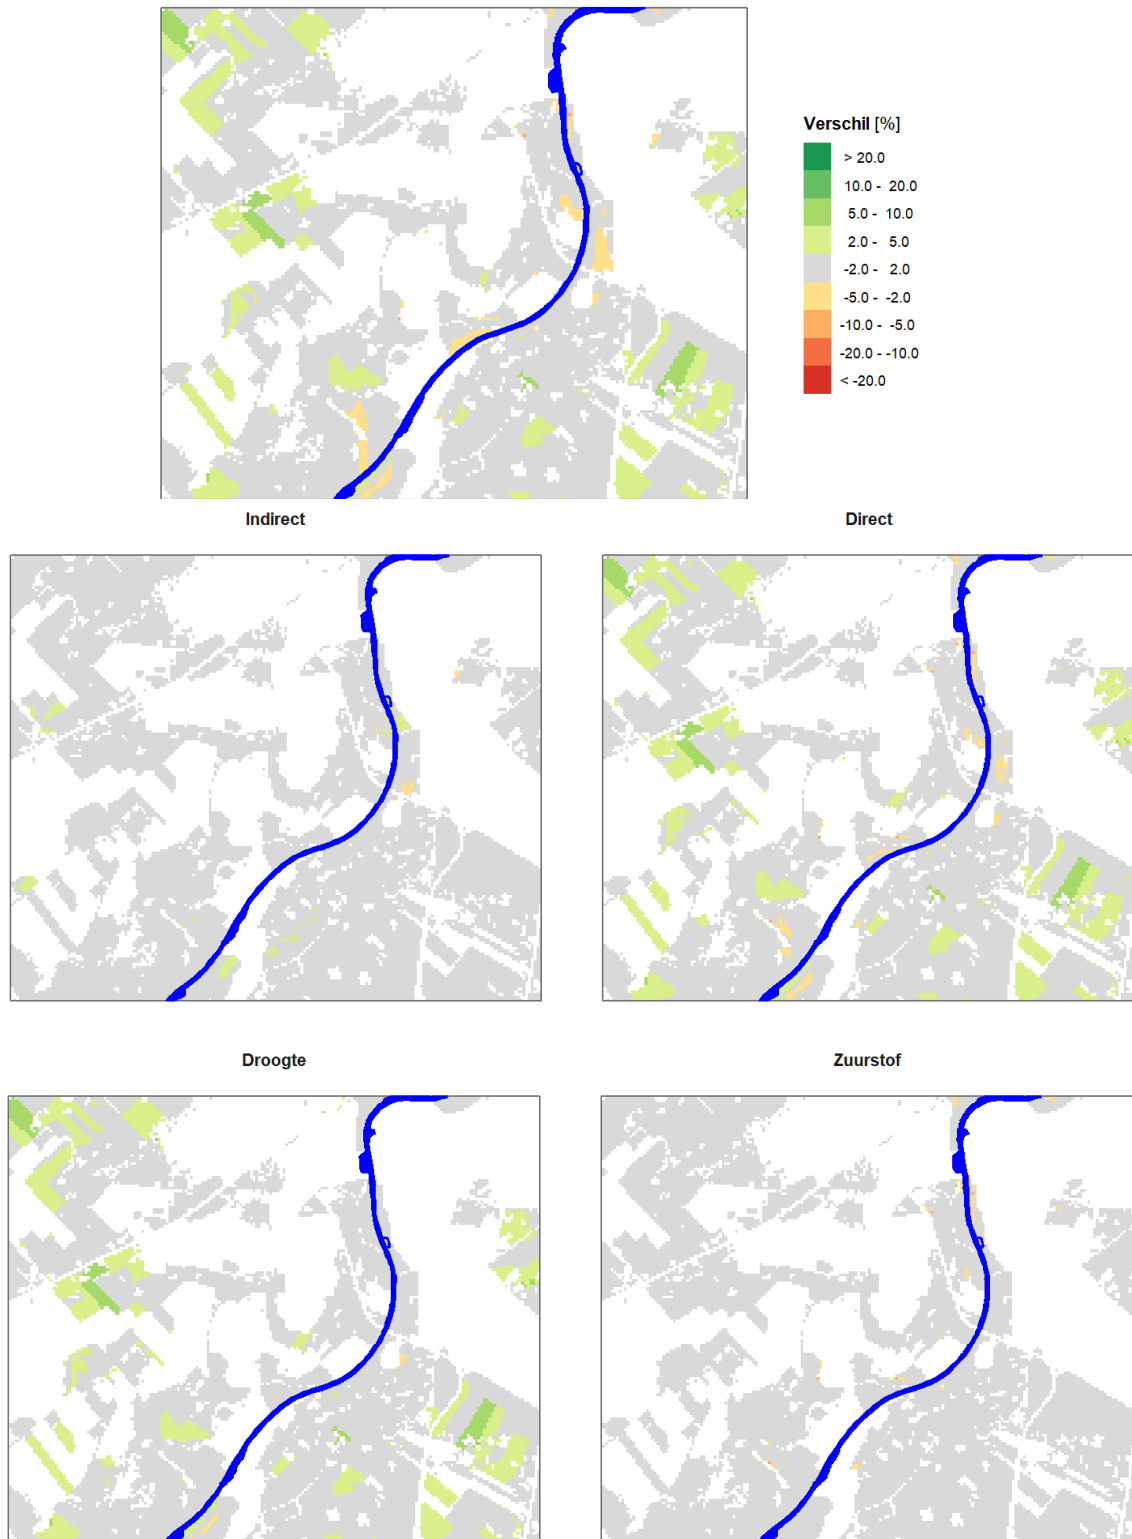 Verschil [%]
> 20.0
10.0 - 20.0
5.0 - 10.0
2.0 - 5.0
-2.0 - 2.0
-5.0 - -2.0
-10.0 - -5.0
-20.0 - -10.0
< -20.0
Indirect
Direct
Droogte
Zuurstof